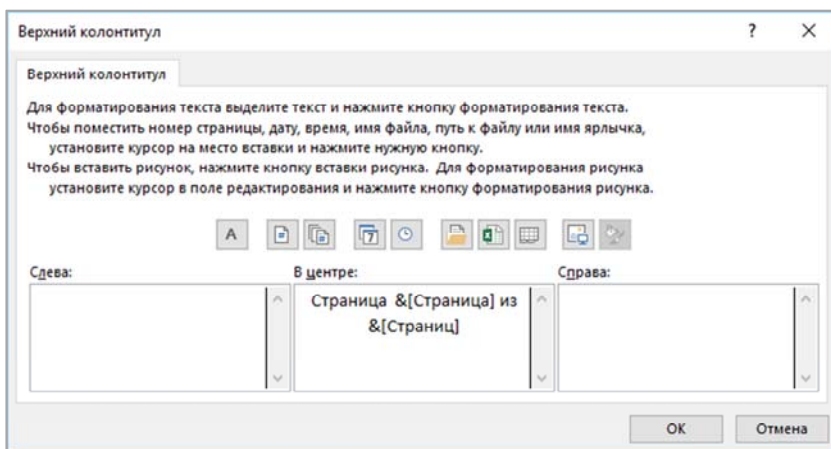 Верхний колонтитул
?
Верхний колонтитул
Для форматирования текста выделите текст и нажмите кнопку форматирования текста.
Чтобы поместить номер страницы, дату, время, имя файла, путь к файлу или имя ярлычка,
установите курсор на место вставки и нажмите нужную кнопку.
Чтобы вставить рисунок, нажмите кнопку вставки рисунка. Для форматирования рисунка
установите курсор в поле редактирования и нажмите кнопку форматирования рисунка.
A
7
Слева:
В центре:
Справа:
Страница &[Страница] из
&[Страниц]
ОК
Отмена